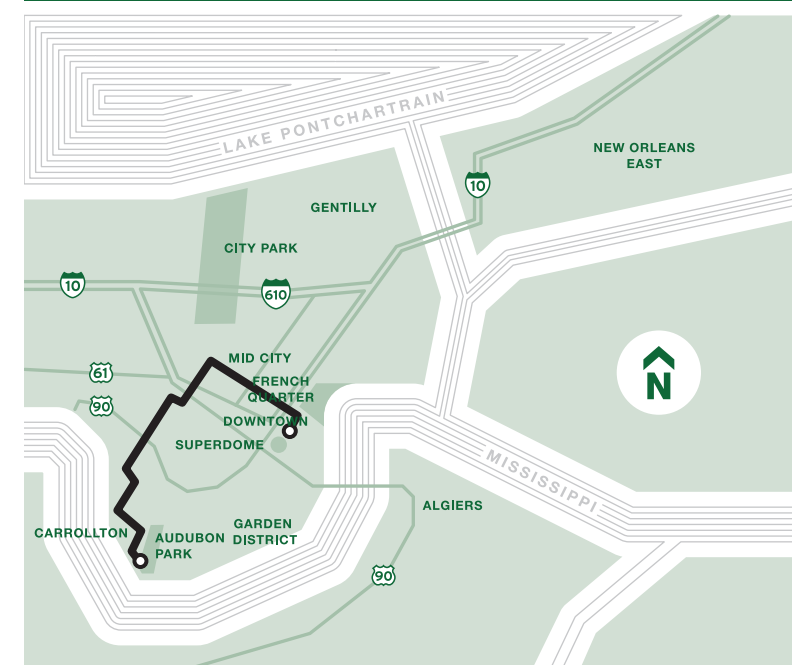 LAKE PONTCHARTRAIN
NEW ORLEANS
EAST
10
GENTILLY
CITY PARK
10
610
MID CITY
61
FRENCH
QUARTER
90
DOWNTOWN
SUPERDOME
N
MISSISSIPPI
ALGIERS
GARDEN
DISTRICT
CARROLLTON
AUDUBON
PARK
90